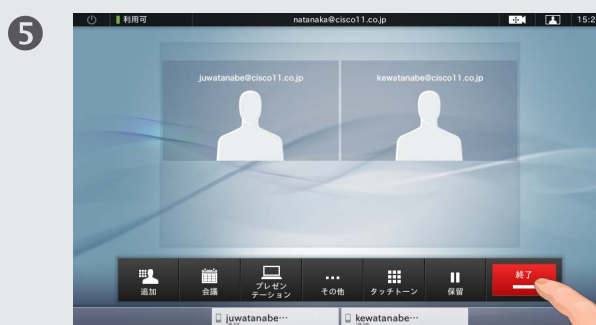 5
利用可 natanaka@cisco11.co.jp 15:2
juwatanabe@cisco11.co.jp kewatanabe@cisco11.co.jp
追加 会議 プレゼン
テーション その他 タッチトーン 保留 終了
juwatanabe… kewatanabe…